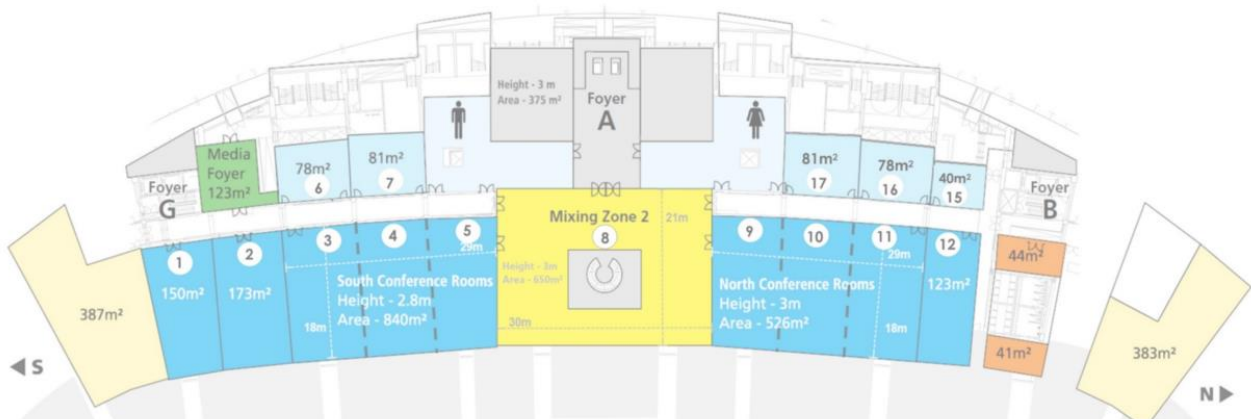 Height - 3 m
Area - 375 m²
Foyer
A
Media
Foyer
123m²
78m²
6
81m²
7
81m²
17
78m²
16
40m²
15
Foyer
G
Foyer
B
Mixing Zone 2
8
21m
Height - 3m
Area - 650m²
30m
1
150m²
2
173m²
3
4
5
29m
South Conference Rooms
Height - 2.8m
Area - 840m²
18m
9
10
11
29m
North Conference Rooms
Height - 3m
Area - 526m²
18m
12
123m²
44m²
41m²
387m²
383m²
S
N